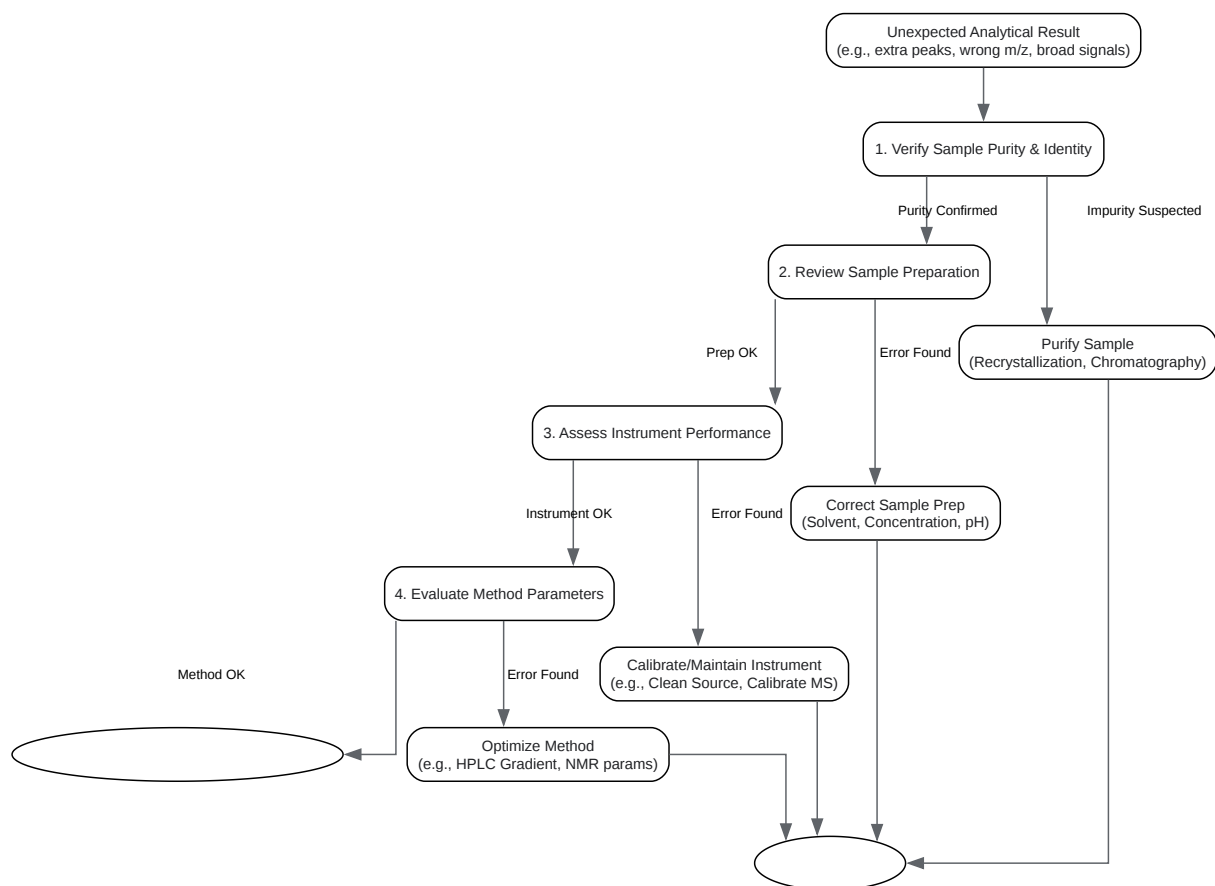 Unexpected Analytical Result
(e.g., extra peaks, wrong m/z, broad signals)
1. Verify Sample Purity & Identity
Purity Confirmed
Impurity Suspected
2. Review Sample Preparation
Prep OK
Error Found
Purify Sample
(Recrystallization, Chromatography)
3. Assess Instrument Performance
Instrument OK
Error Found
Correct Sample Prep
(Solvent, Concentration, pH)
4. Evaluate Method Parameters
Method OK
Error Found
Calibrate/Maintain Instrument
(e.g., Clean Source, Calibrate MS)
Optimize Method
(e.g., HPLC Gradient, NMR params)